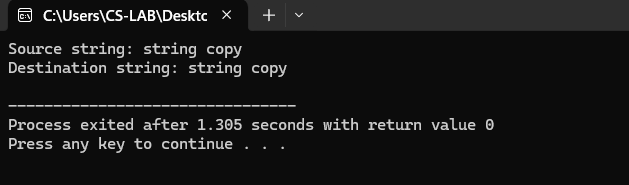 C:\Users\CS-LAB\Desktc
Source string: string copy
Destination string: string copy
--------------------------------
Process exited after 1.305 seconds with return value 0
Press any key to continue . . .